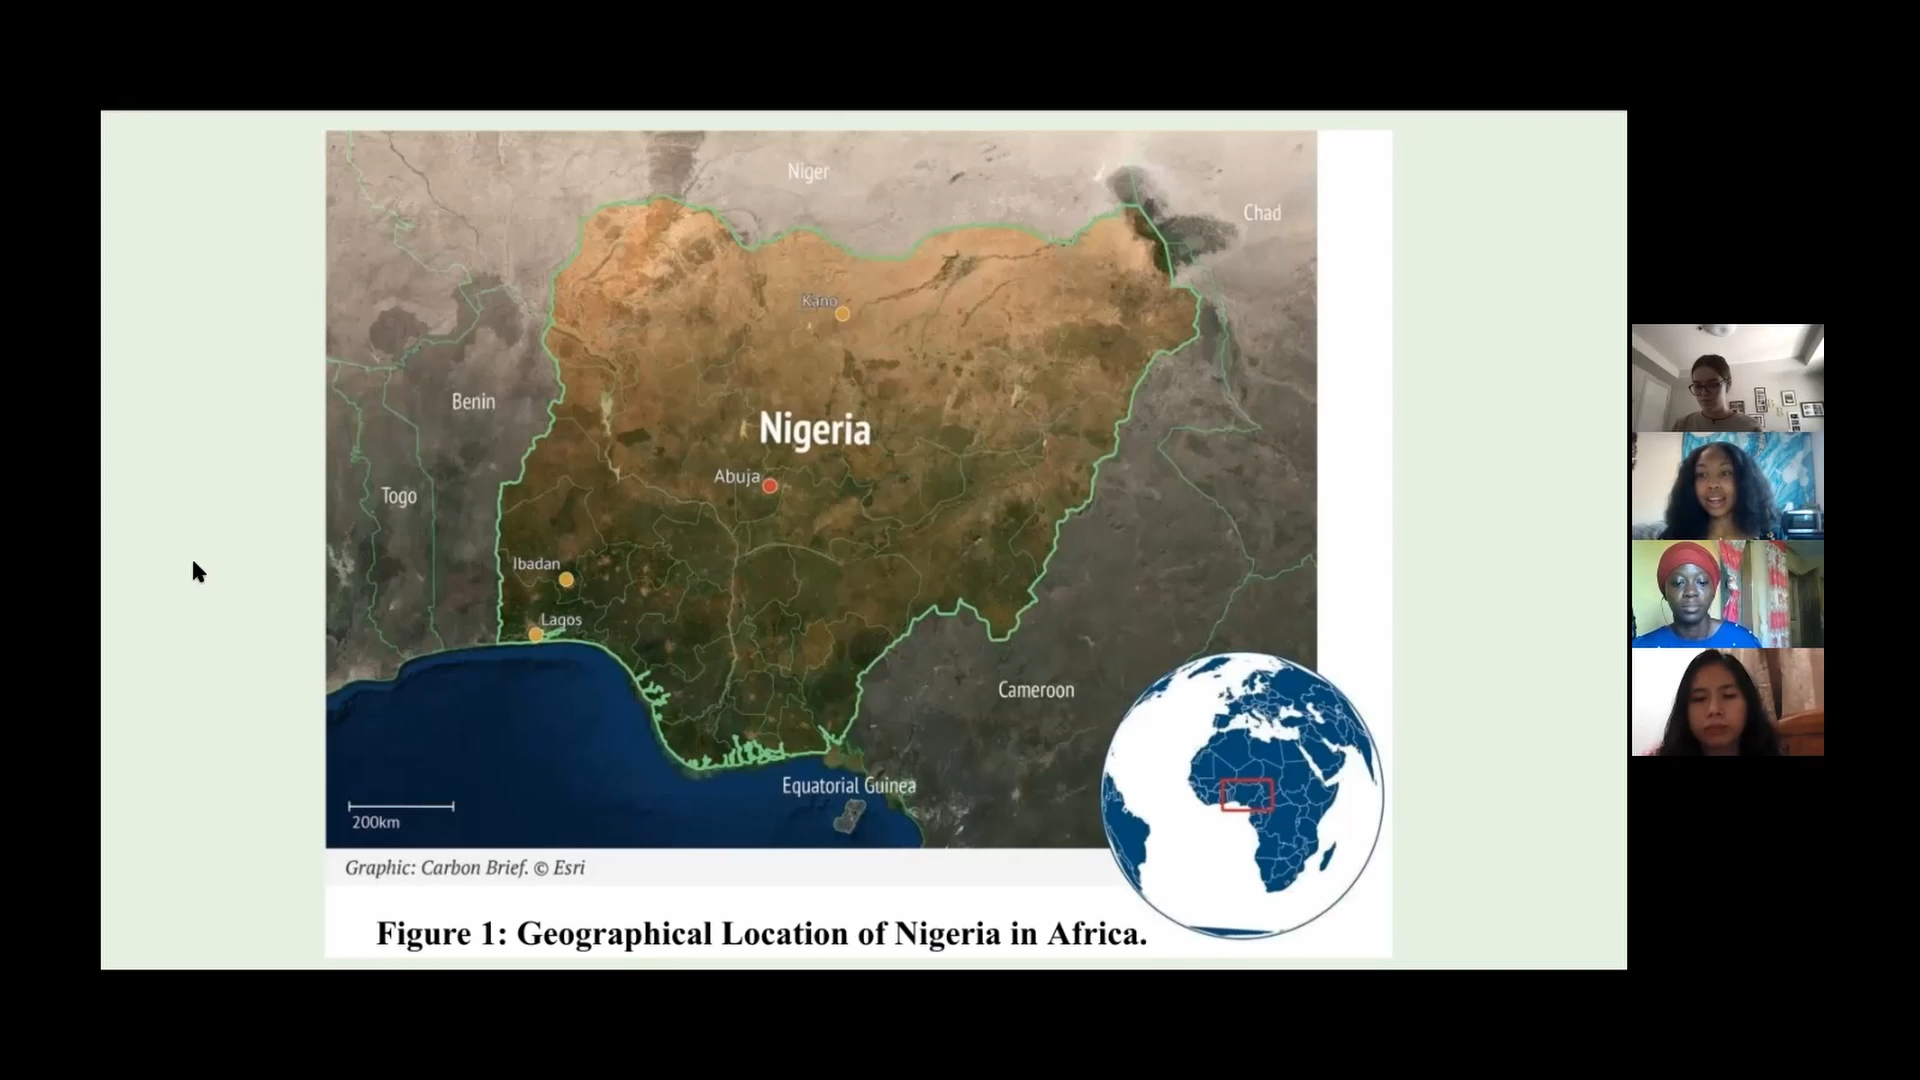 Niger
Chad
Kano
Benin
Nigeria
Abuja
Togo
Ibadan
Lagos
Cameroon
Equatorial Guinea
200km
Graphic: Carbon Brief. © Esri
Figure 1: Geographical Location of Nigeria in Africa.